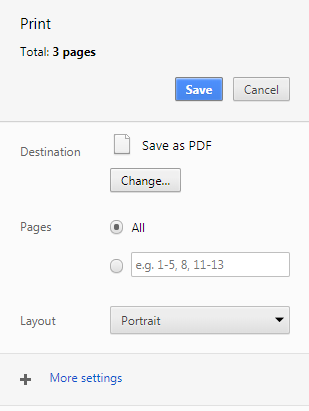 Print
Total: 3 pages
Save Cancel
Destination Save as PDF
Change...
Pages All
e.g. 1-5, 8, 11-13
Layout Portrait
More settings